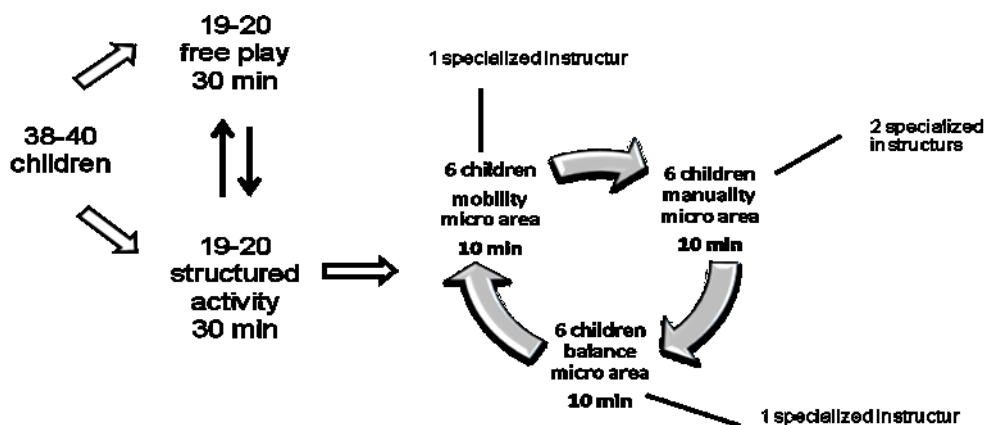 38-40
children
19-20
free play
30 min
19-20
structured
activity
30 min
1 specialized instructur
6 children
mobility
micro area
10 min
2 specialized
instructurs
6 children
manuality
micro area
10 min
6 children
balance
micro area
10 min
1 specialized instructur